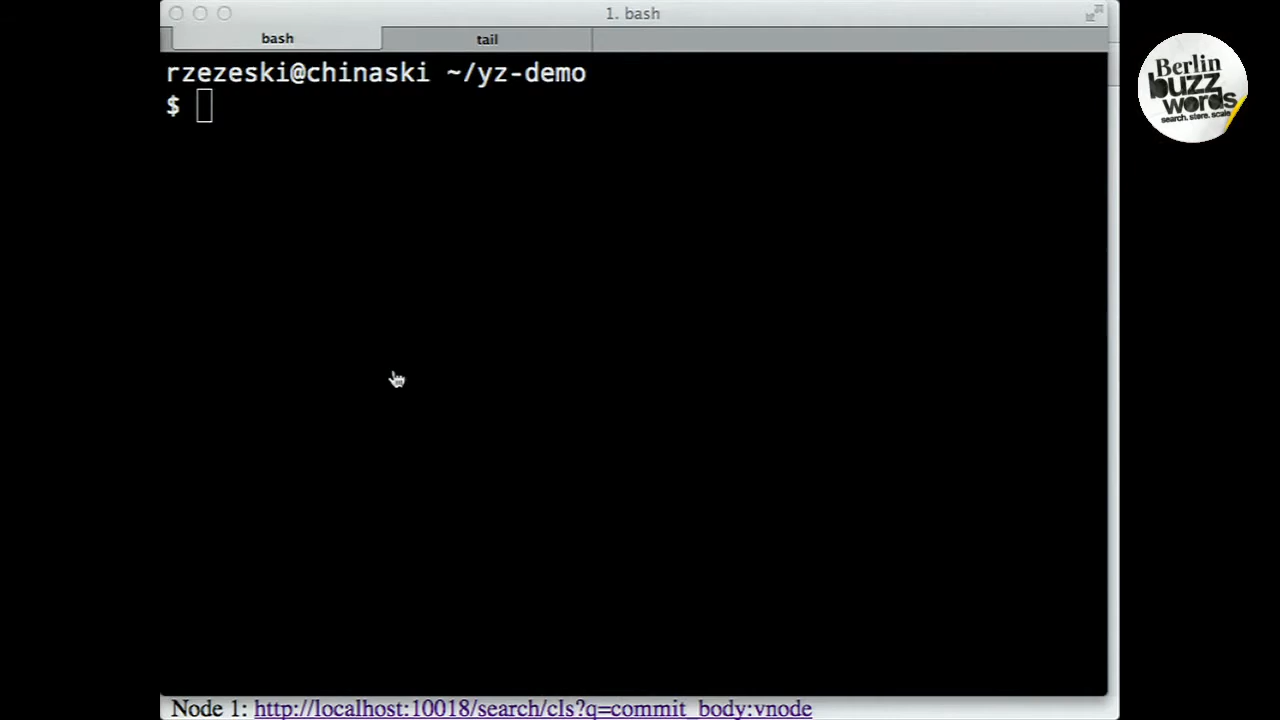 1. bash
bash
tail
rzezeski@chinaski ~/yz-demo
$
Berlin
buzz
words
search. store. scale
Node 1: http://localhost:10018/search/cls?q=commit_body:vnode